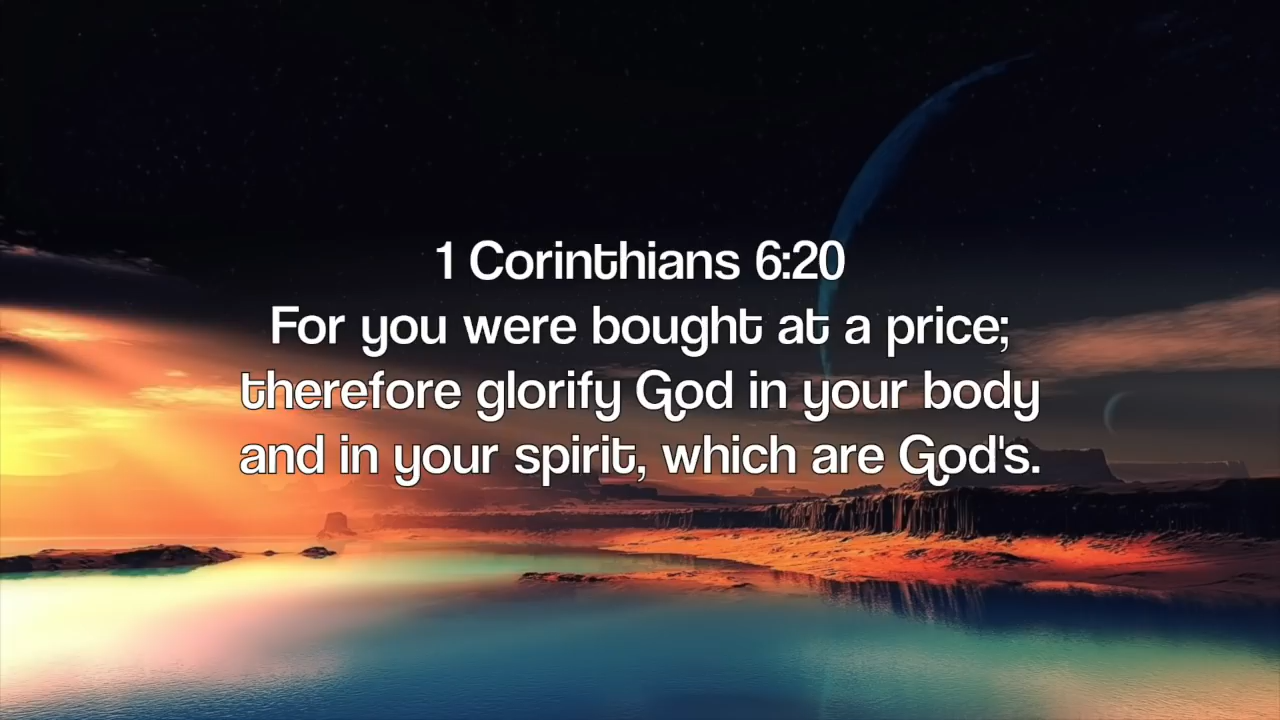 1 Corinthians 6:20
For you were bought at a price;
therefore glorify God in your body
and in your spirit, which are God's.